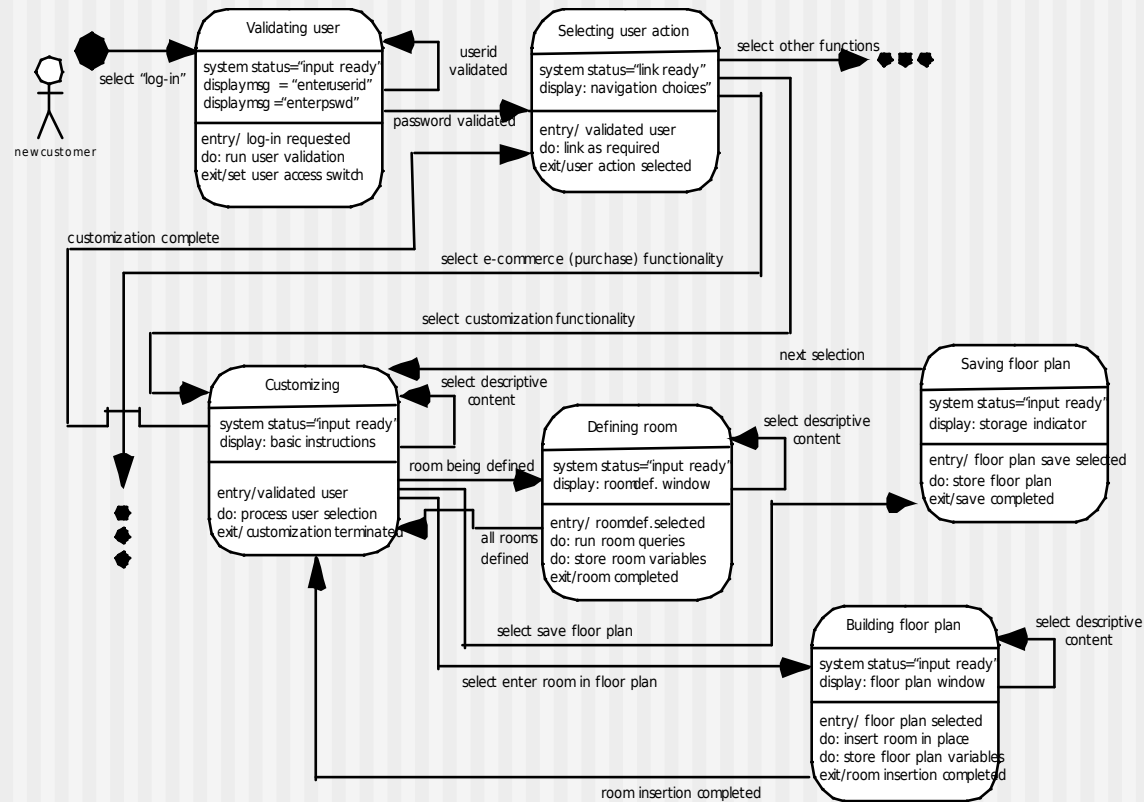 Validating user
system status="input ready"
displaymsg = "enteruserid"
displaymsg ="enterpswd"
entry/ log-in requested
do: run user validation
exit/set user access switch
select "log-in"
newcustomer
userid
validated
password validated
Selecting user action
system status="link ready"
display: navigation choices"
entry/ validated user
do: link as required
exit/user action selected
select other functions
customization complete
select e-commerce (purchase) functionality
select customization functionality
next selection
Customizing
system status="input ready"
display: basic instructions
entry/validated user
do: process user selection
exit/ customization terminated
select descriptive
content
room being defined
all rooms
defined
Defining room
system status="input ready"
display: roomdef. window
entry/ roomdef.selected
do: run room queries
do: store room variables
exit/room completed
select descriptive
content
Saving floor plan
system status="input ready"
display: storage indicator
entry/ floor plan save selected
do: store floor plan
exit/save completed
select save floor plan
select enter room in floor plan
Building floor plan
system status="input ready"
display: floor plan window
entry/ floor plan selected
do: insert room in place
do: store floor plan variables
exit/room insertion completed
select descriptive
content
room insertion completed